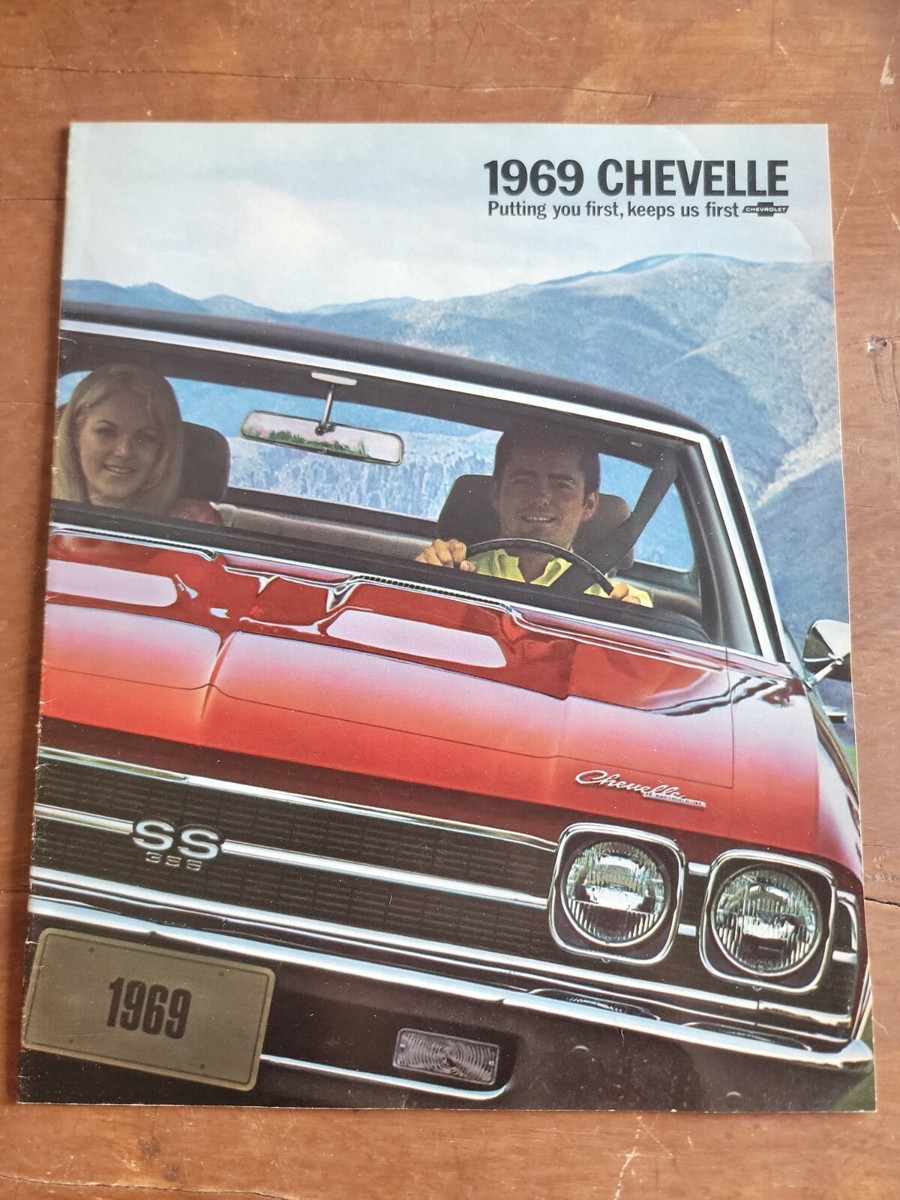 1969 CHEVELLE
Putting you first, keeps us first CHEVROLET
Chevelle
SS
396
1969